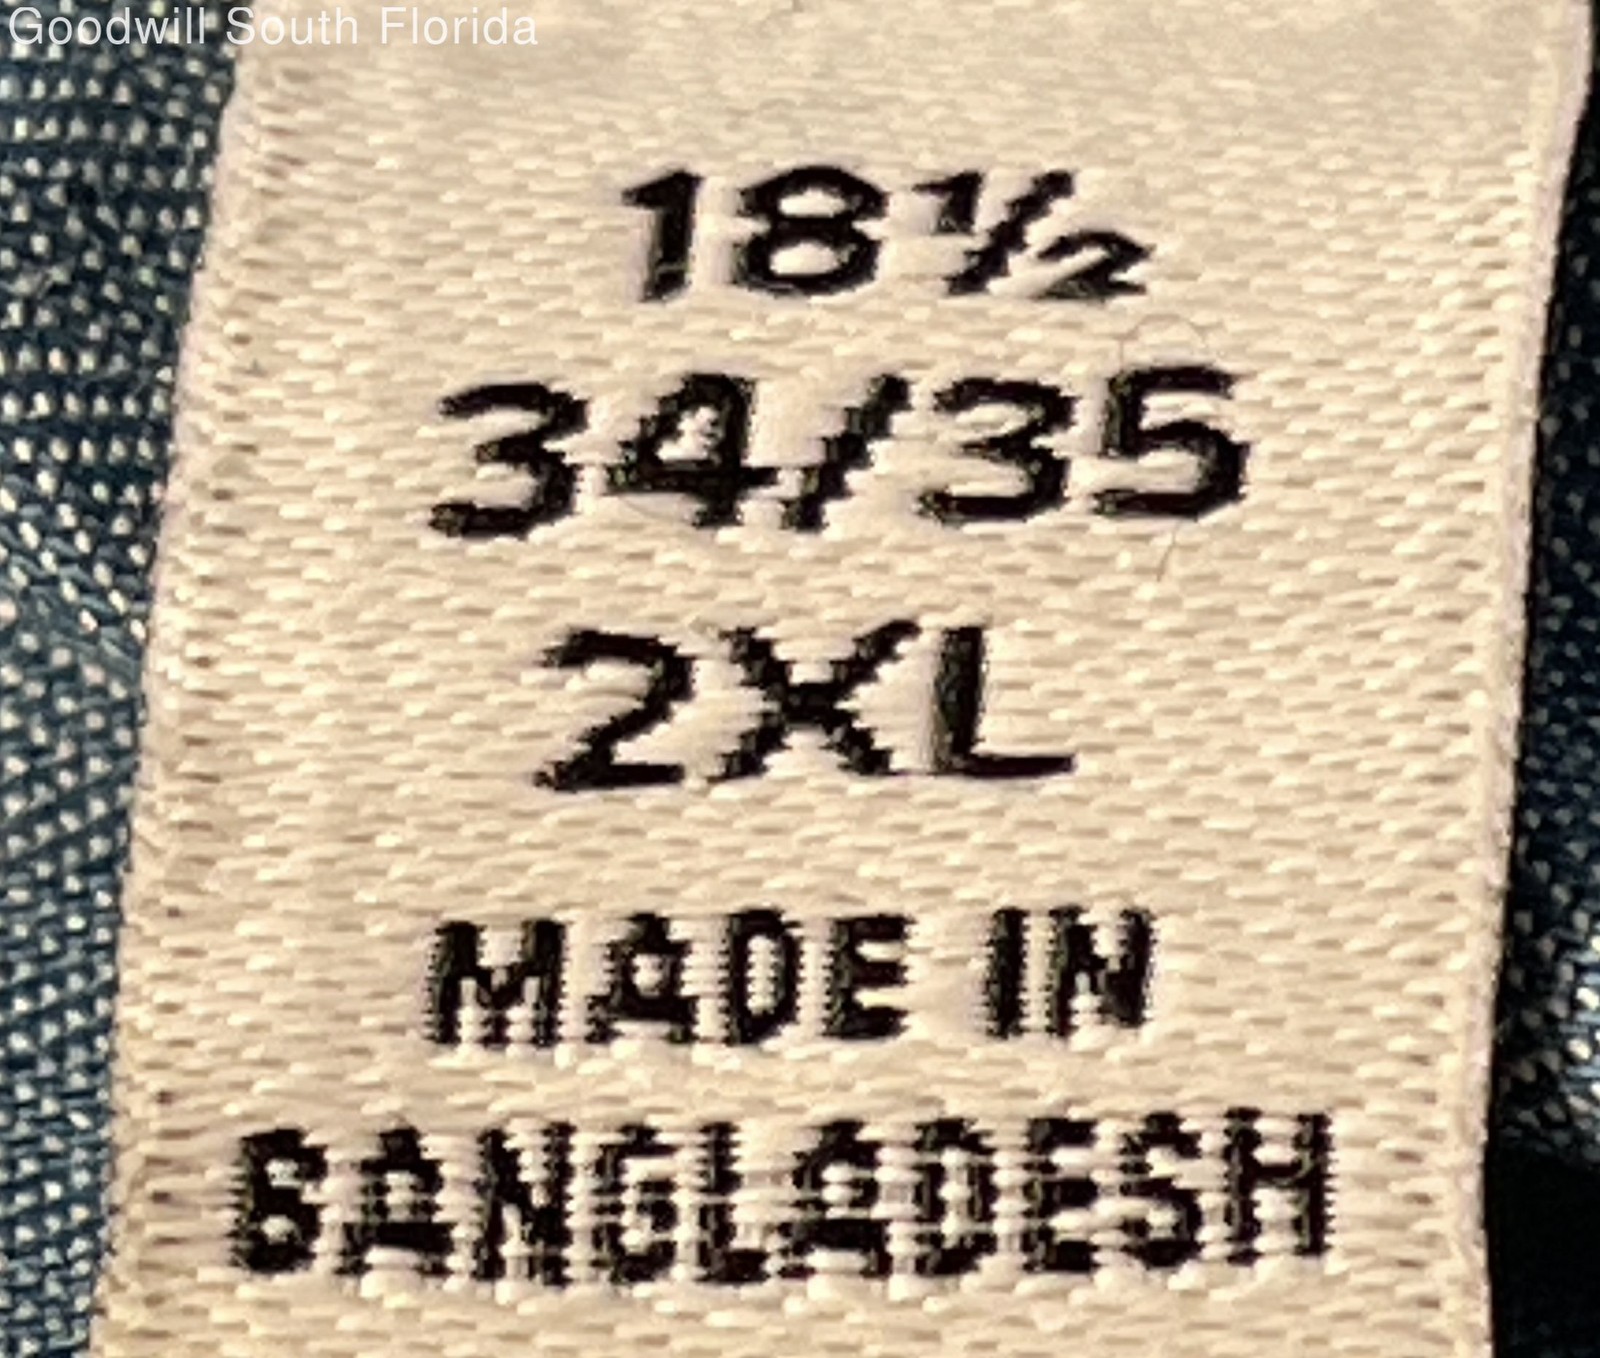 Goodwill South Florida
18½
34/35
2XL
MADE IN
BANGLADESH